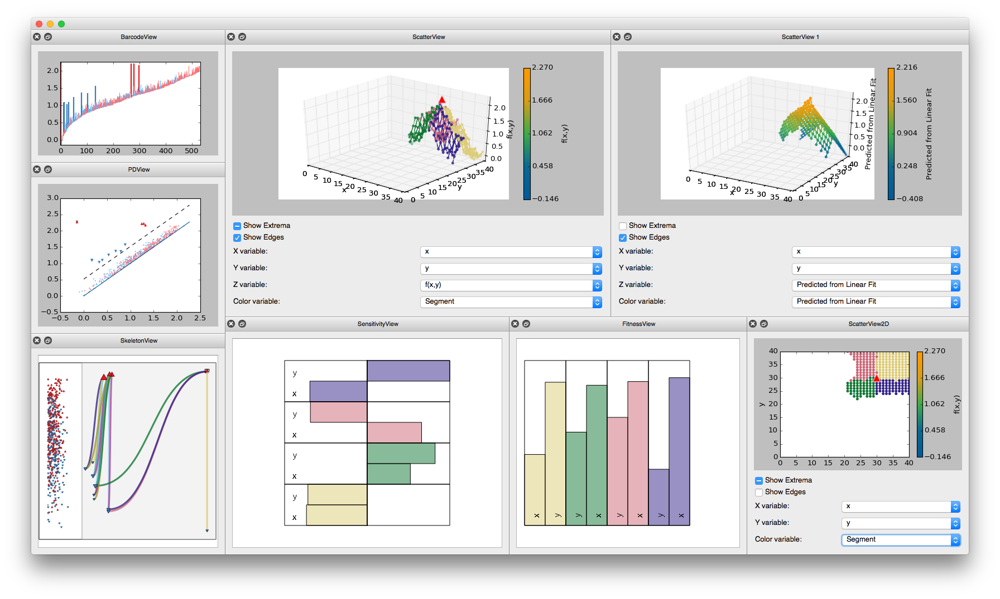 BarcodeView
2.0
1.5
1.0
0.5
0.0
0 100 200 300 400 500
PDView
3.0
2.5
2.0
1.5
1.0
0.5
0.0
−0.5
−0.5 0.0 0.5 1.0 1.5 2.0 2.5
SkeletonView
ScatterView
2.0
1.5
1.0
0.5
0.0
f(x,y)
0 5 10 15 20 25 30 35 40
x
0 5 10 15 20 25 30 35 40
y
2.270
1.666
1.062
0.458
−0.146
f(x,y)
Show Extrema
Show Edges
X variable: x
Y variable: y
Z variable: f(x,y)
Color variable: Segment
ScatterView 1
2.0
1.5
1.0
0.5
0.0
Predicted from Linear Fit
0 5 10 15 20 25 30 35 40
x
0 5 10 15 20 25 30 35 40
y
2.216
1.560
0.904
0.248
−0.408
Predicted from Linear Fit
Show Extrema
Show Edges
X variable: x
Y variable: y
Z variable: Predicted from Linear Fit
Color variable: Predicted from Linear Fit
SensitivityView
y
x
y
x
y
x
y
x
FitnessView
x y y x y x y x
ScatterView2D
40
35
30
25
20
15
10
5
0
y
0 5 10 15 20 25 30 35 40
2.270
1.666
1.062
0.458
−0.146
f(x,y)
Show Extrema
Show Edges
X variable: x
Y variable: y
Color variable: Segment